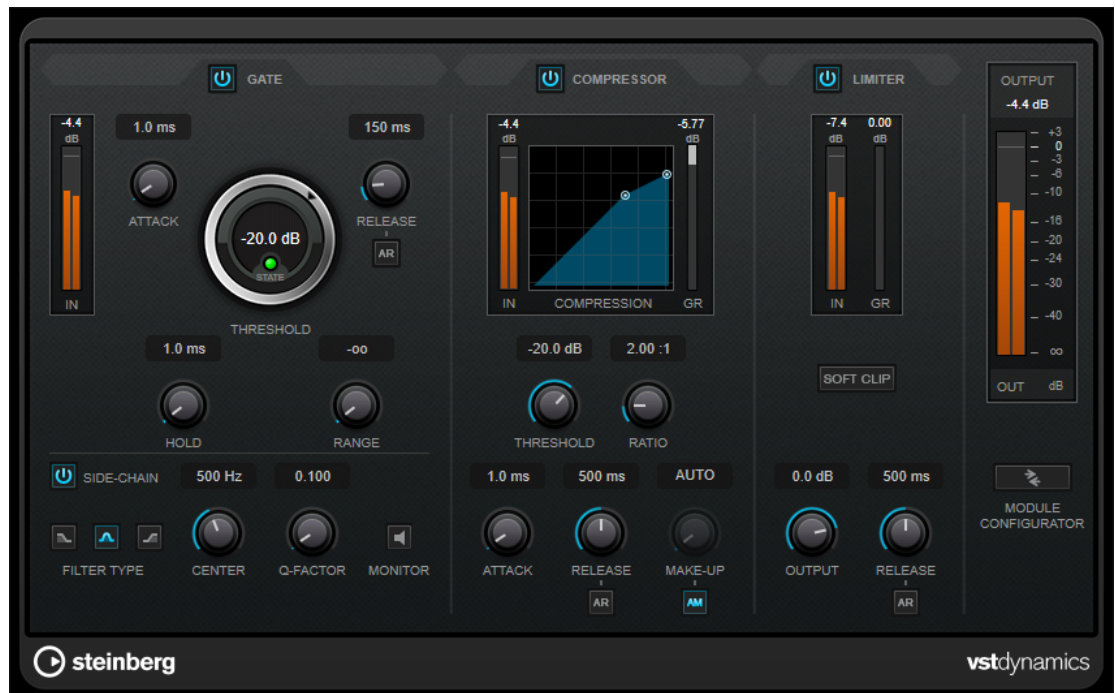 GATE
COMPRESSOR
LIMITER
OUTPUT
-4.4 dB
-4.4
dB
IN
1.0 ms
ATTACK
150 ms
RELEASE
AR
-20.0 dB
STATE
THRESHOLD
1.0 ms
HOLD
-oo
RANGE
SIDE-CHAIN
500 Hz
0.100
FILTER TYPE
CENTER
Q-FACTOR
MONITOR
-4.4
dB
-5.77
dB
IN
COMPRESSION
GR
-20.0 dB
2.00 :1
THRESHOLD
RATIO
1.0 ms
500 ms
AUTO
ATTACK
RELEASE
MAKE-UP
AR
AM
-7.4
0.00
dB
dB
IN
GR
SOFT CLIP
0.0 dB
500 ms
OUTPUT
RELEASE
AR
+3
0
-3
-6
-10
-16
-20
-24
-30
-40
∞
OUT
dB
MODULE
CONFIGURATOR
steinberg
vstdynamics